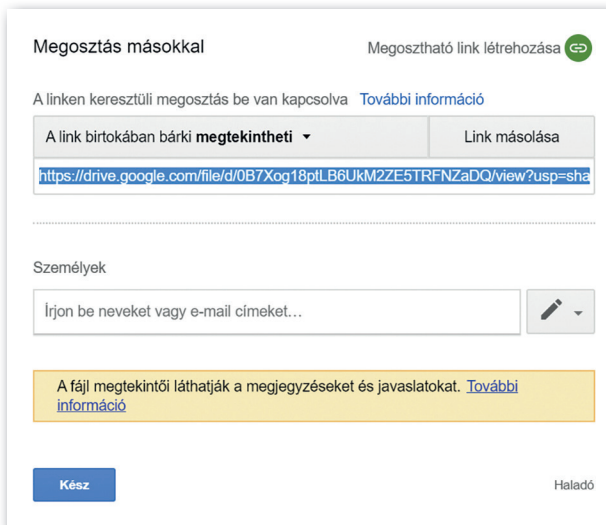 Megosztás másokkal
Megosztható link létrehozása
A linken keresztüli megosztás be van kapcsolva További információ
A link birtokában bárki megtekintheti
Link másolása
https://drive.google.com/file/d/0B7Xog18ptLB6UkM2ZE5TRFNZaDQ/view?usp=sha
Személyek
Írjon be neveket vagy e-mail címeket…
A fájl megtekintői láthatják a megjegyzéseket és javaslatokat. További
információ
Kész
Haladó